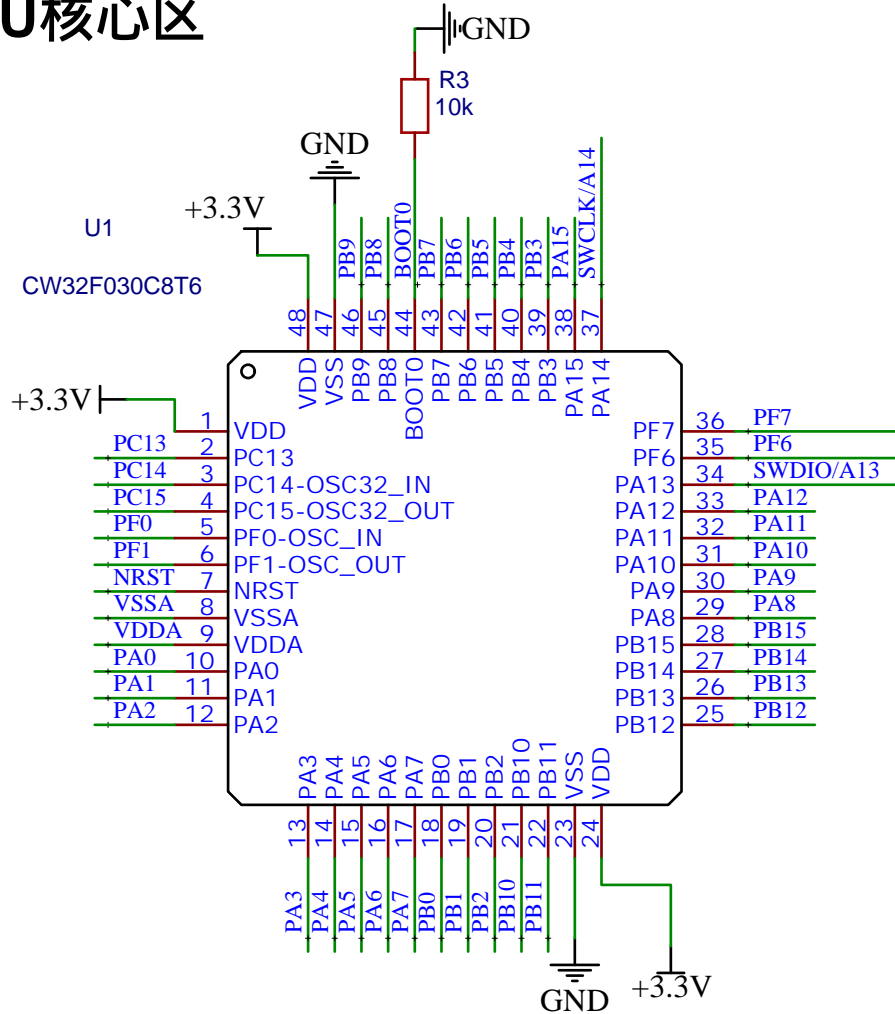 U核心区
GND
R3
10k
GND
+3.3V
U1
CW32F030C8T6
PB9
PB8
BOOT0
PB7
PB6
PB5
PB4
PB3
PA15
SWCLK/A14
48
47
46
45
44
43
42
41
40
39
38
37
VDD
VSS
PB9
PB8
BOOT0
PB7
PB6
PB5
PB4
PB3
PA15
PA14
+3.3V
1 VDD
PC13 2 PC13
PC14 3 PC14-OSC32_IN
PC15 4 PC15-OSC32_OUT
PF0 5 PF0-OSC_IN
PF1 6 PF1-OSC_OUT
NRST 7 NRST
VSSA 8 VSSA
VDDA 9 VDDA
PA0 10 PA0
PA1 11 PA1
PA2 12 PA2
PF7 36 PF7
PF6 35 PF6
PA13 34 SWDIO/A13
PA12 33 PA12
PA11 32 PA11
PA10 31 PA10
PA9 30 PA9
PA8 29 PA8
PB15 28 PB15
PB14 27 PB14
PB13 26 PB13
PB12 25 PB12
PA3
PA4
PA5
PA6
PA7
PB0
PB1
PB2
PB10
PB11
VSS
VDD
13
14
15
16
17
18
19
20
21
22
23
24
PA3
PA4
PA5
PA6
PA7
PB0
PB1
PB2
PB10
PB11
GND
+3.3V